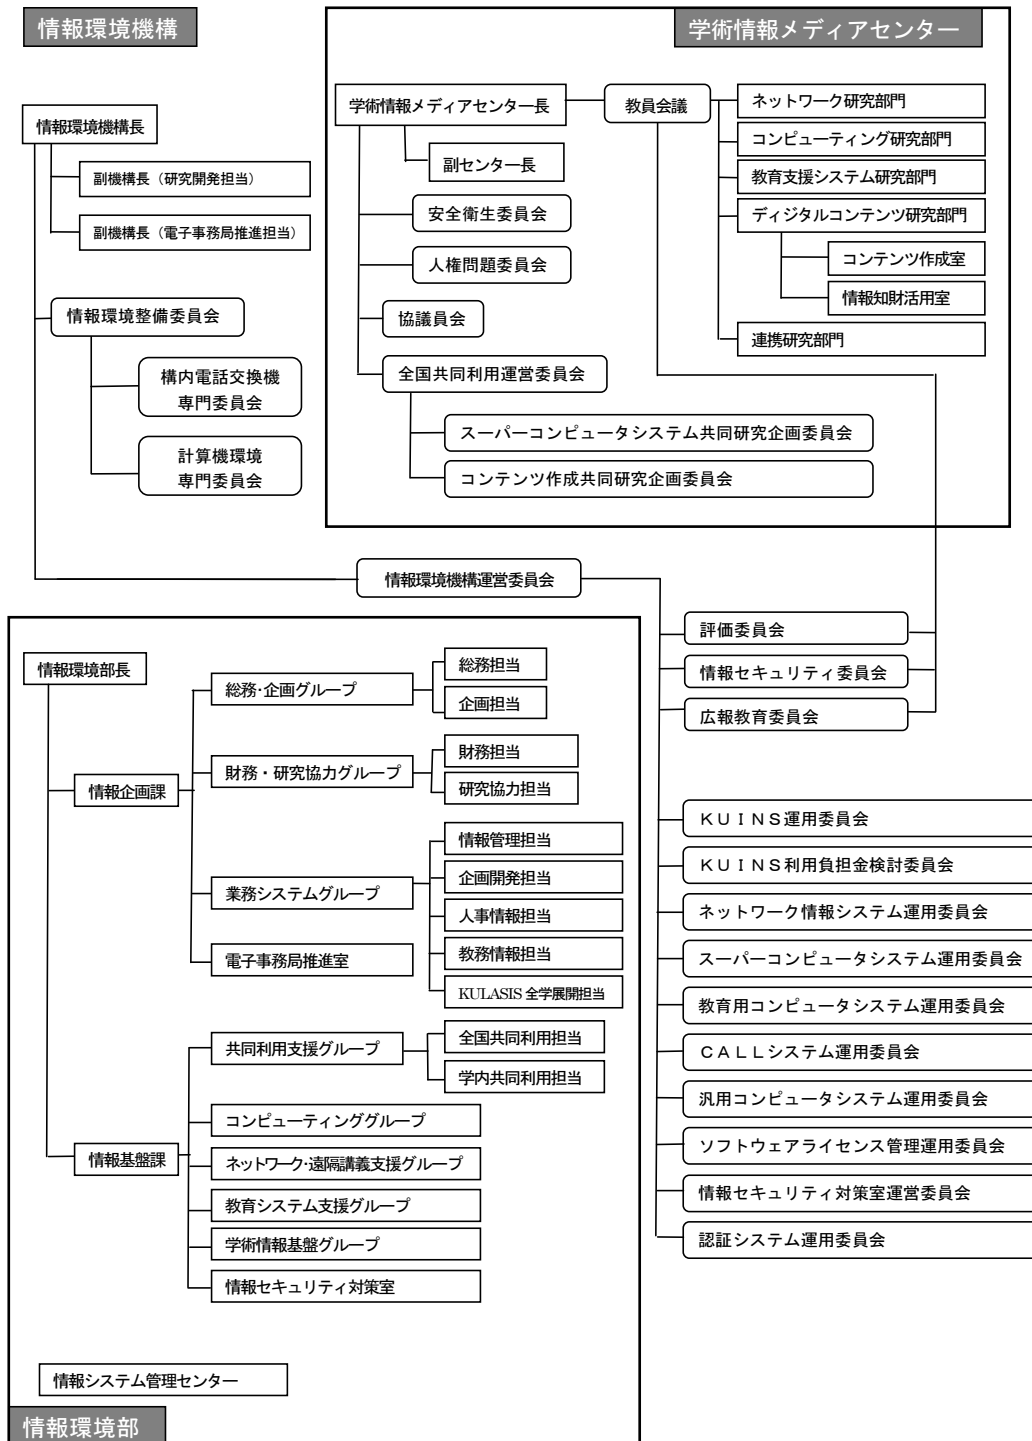 情報環境機構
学術情報メディアセンター
情報環境機構長
副機構長（研究開発担当）
副機構長（電子事務局推進担当）
情報環境整備委員会
構内電話交換機
専門委員会
計算機環境
専門委員会
学術情報メディアセンター長
副センター長
安全衛生委員会
人権問題委員会
協議員会
全国共同利用運営委員会
スーパーコンピュータシステム共同研究企画委員会
コンテンツ作成共同研究企画委員会
教員会議
ネットワーク研究部門
コンピューティング研究部門
教育支援システム研究部門
ディジタルコンテンツ研究部門
コンテンツ作成室
情報知財活用室
連携研究部門
情報環境機構運営委員会
評価委員会
情報セキュリティ委員会
広報教育委員会
ＫＵＩＮＳ運用委員会
ＫＵＩＮＳ利用負担金検討委員会
ネットワーク情報システム運用委員会
スーパーコンピュータシステム運用委員会
教育用コンピュータシステム運用委員会
ＣＡＬＬシステム運用委員会
汎用コンピュータシステム運用委員会
ソフトウェアライセンス管理運用委員会
情報セキュリティ対策室運営委員会
認証システム運用委員会
情報環境部長
情報企画課
総務・企画グループ
総務担当
企画担当
財務・研究協力グループ
財務担当
研究協力担当
業務システムグループ
情報管理担当
企画開発担当
人事情報担当
教務情報担当
KULASIS 全学展開担当
電子事務局推進室
情報基盤課
共同利用支援グループ
全国共同利用担当
学内共同利用担当
コンピューティンググループ
ネットワーク・遠隔講義支援グループ
教育システム支援グループ
学術情報基盤グループ
情報セキュリティ対策室
情報システム管理センター
情報環境部